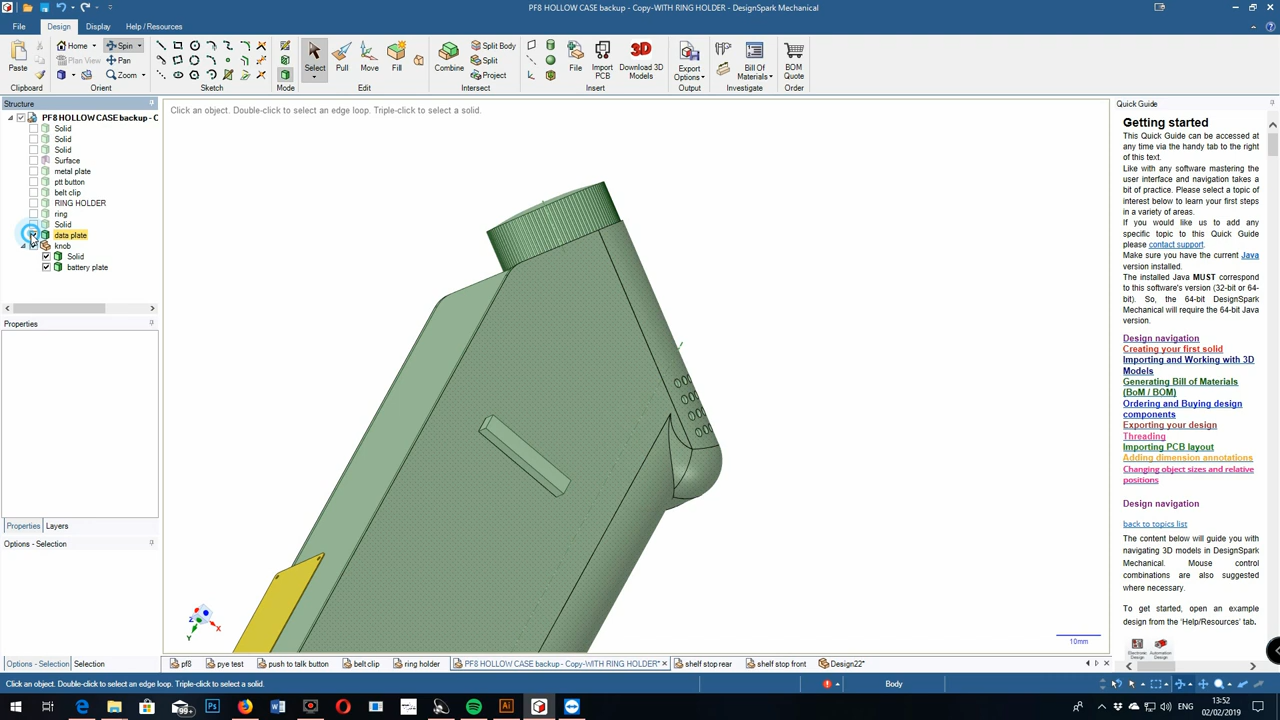 PF8 HOLLOW CASE backup - Copy-WITH RING HOLDER - DesignSpark Mechanical
File Design Display Help / Resources
Home Spin
Plan View Pan
Zoom
Paste
Select Pull Move Fill
Combine
Split Body
Split
Project
File Import PCB Download 3D Models
Export Options
Bill Of Materials
BOM Quote
Clipboard Orient Sketch Mode Edit Intersect Insert Output Investigate Order
Structure
PF8 HOLLOW CASE backup - C
Solid
Solid
Solid
Surface
metal plate
ptt button
belt clip
RING HOLDER
ring
Solid
data plate
knob
Solid
battery plate
Properties
Properties Layers
Options - Selection
Options - Selection Selection
Click an object. Double-click to select an edge loop. Triple-click to select a solid.
Z X Y
10mm
pf8 pye test push to talk button belt clip ring holder PF8 HOLLOW CASE backup - Copy-WITH RING HOLDER* shelf stop rear shelf stop front Design22*
Quick Guide
Getting started
This Quick Guide can be accessed at
any time via the handy tab to the right
of this text.
Like with any software mastering the
user interface and navigation takes a
bit of practice. Please select a topic of
interest below to learn your first steps
in a variety of areas.
If you would like us to add any
specific topic to this Quick Guide
please contact support.
Make sure you have the current Java
version installed.
The installed Java MUST correspond
to this software's version (32-bit or 64-
bit). So, the 64-bit DesignSpark
Mechanical will require the 64-bit Java
version.
Design navigation
Creating your first solid
Importing and Working with 3D
Models
Generating Bill of Materials
(BoM / BOM)
Ordering and Buying design
components
Exporting your design
Threading
Importing PCB layout
Adding dimension annotations
Changing object sizes and relative
positions
Design navigation
back to topics list
The content below will guide you with
navigating 3D models in DesignSpark
Mechanical. Mouse control
combinations are also suggested
where necessary.
To get started, open an example
design from the 'Help/Resources' tab.
Click an object. Double-click to select an edge loop. Triple-click to select a solid.
Body
99+
13:52
02/02/2019